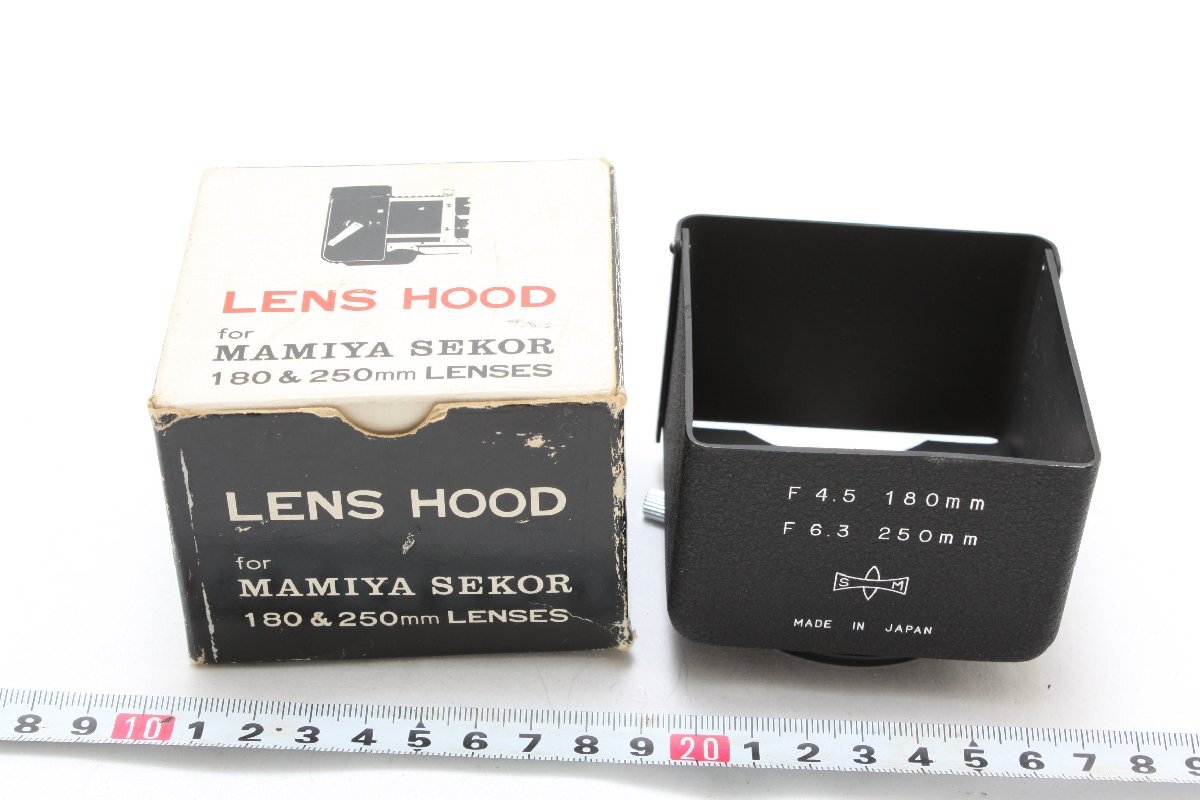 LENS HOOD
for
MAMIYA SEKOR
180 & 250mm LENSES
LENS HOOD
for
MAMIYA SEKOR
180 & 250mm LENSES
F 4.5 180mm
F 6.3 250mm
S M
MADE IN JAPAN
8 9 10 1 2 3 4 5 6 7 8 9 20 1 2 3 4 5 6 7 8 9